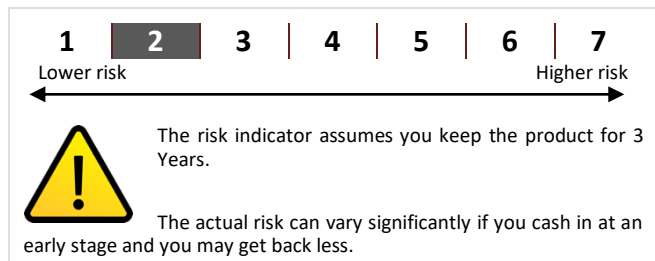 1 2 3 4 5 6 7
Lower risk Higher risk
The risk indicator assumes you keep the product for 3
Years.
The actual risk can vary significantly if you cash in at an
early stage and you may get back less.